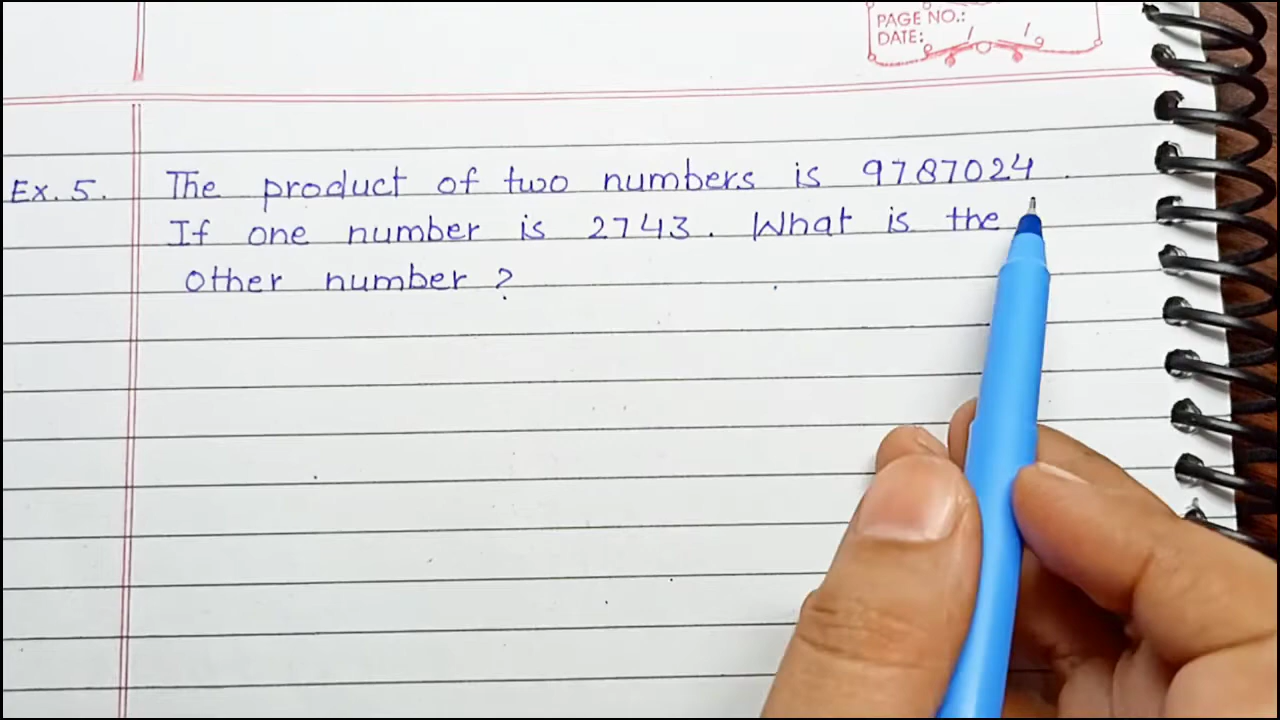 PAGE NO.:
DATE: / /
Ex. 5. The product of two numbers is 9787024.
If one number is 2743. What is the
other number ?